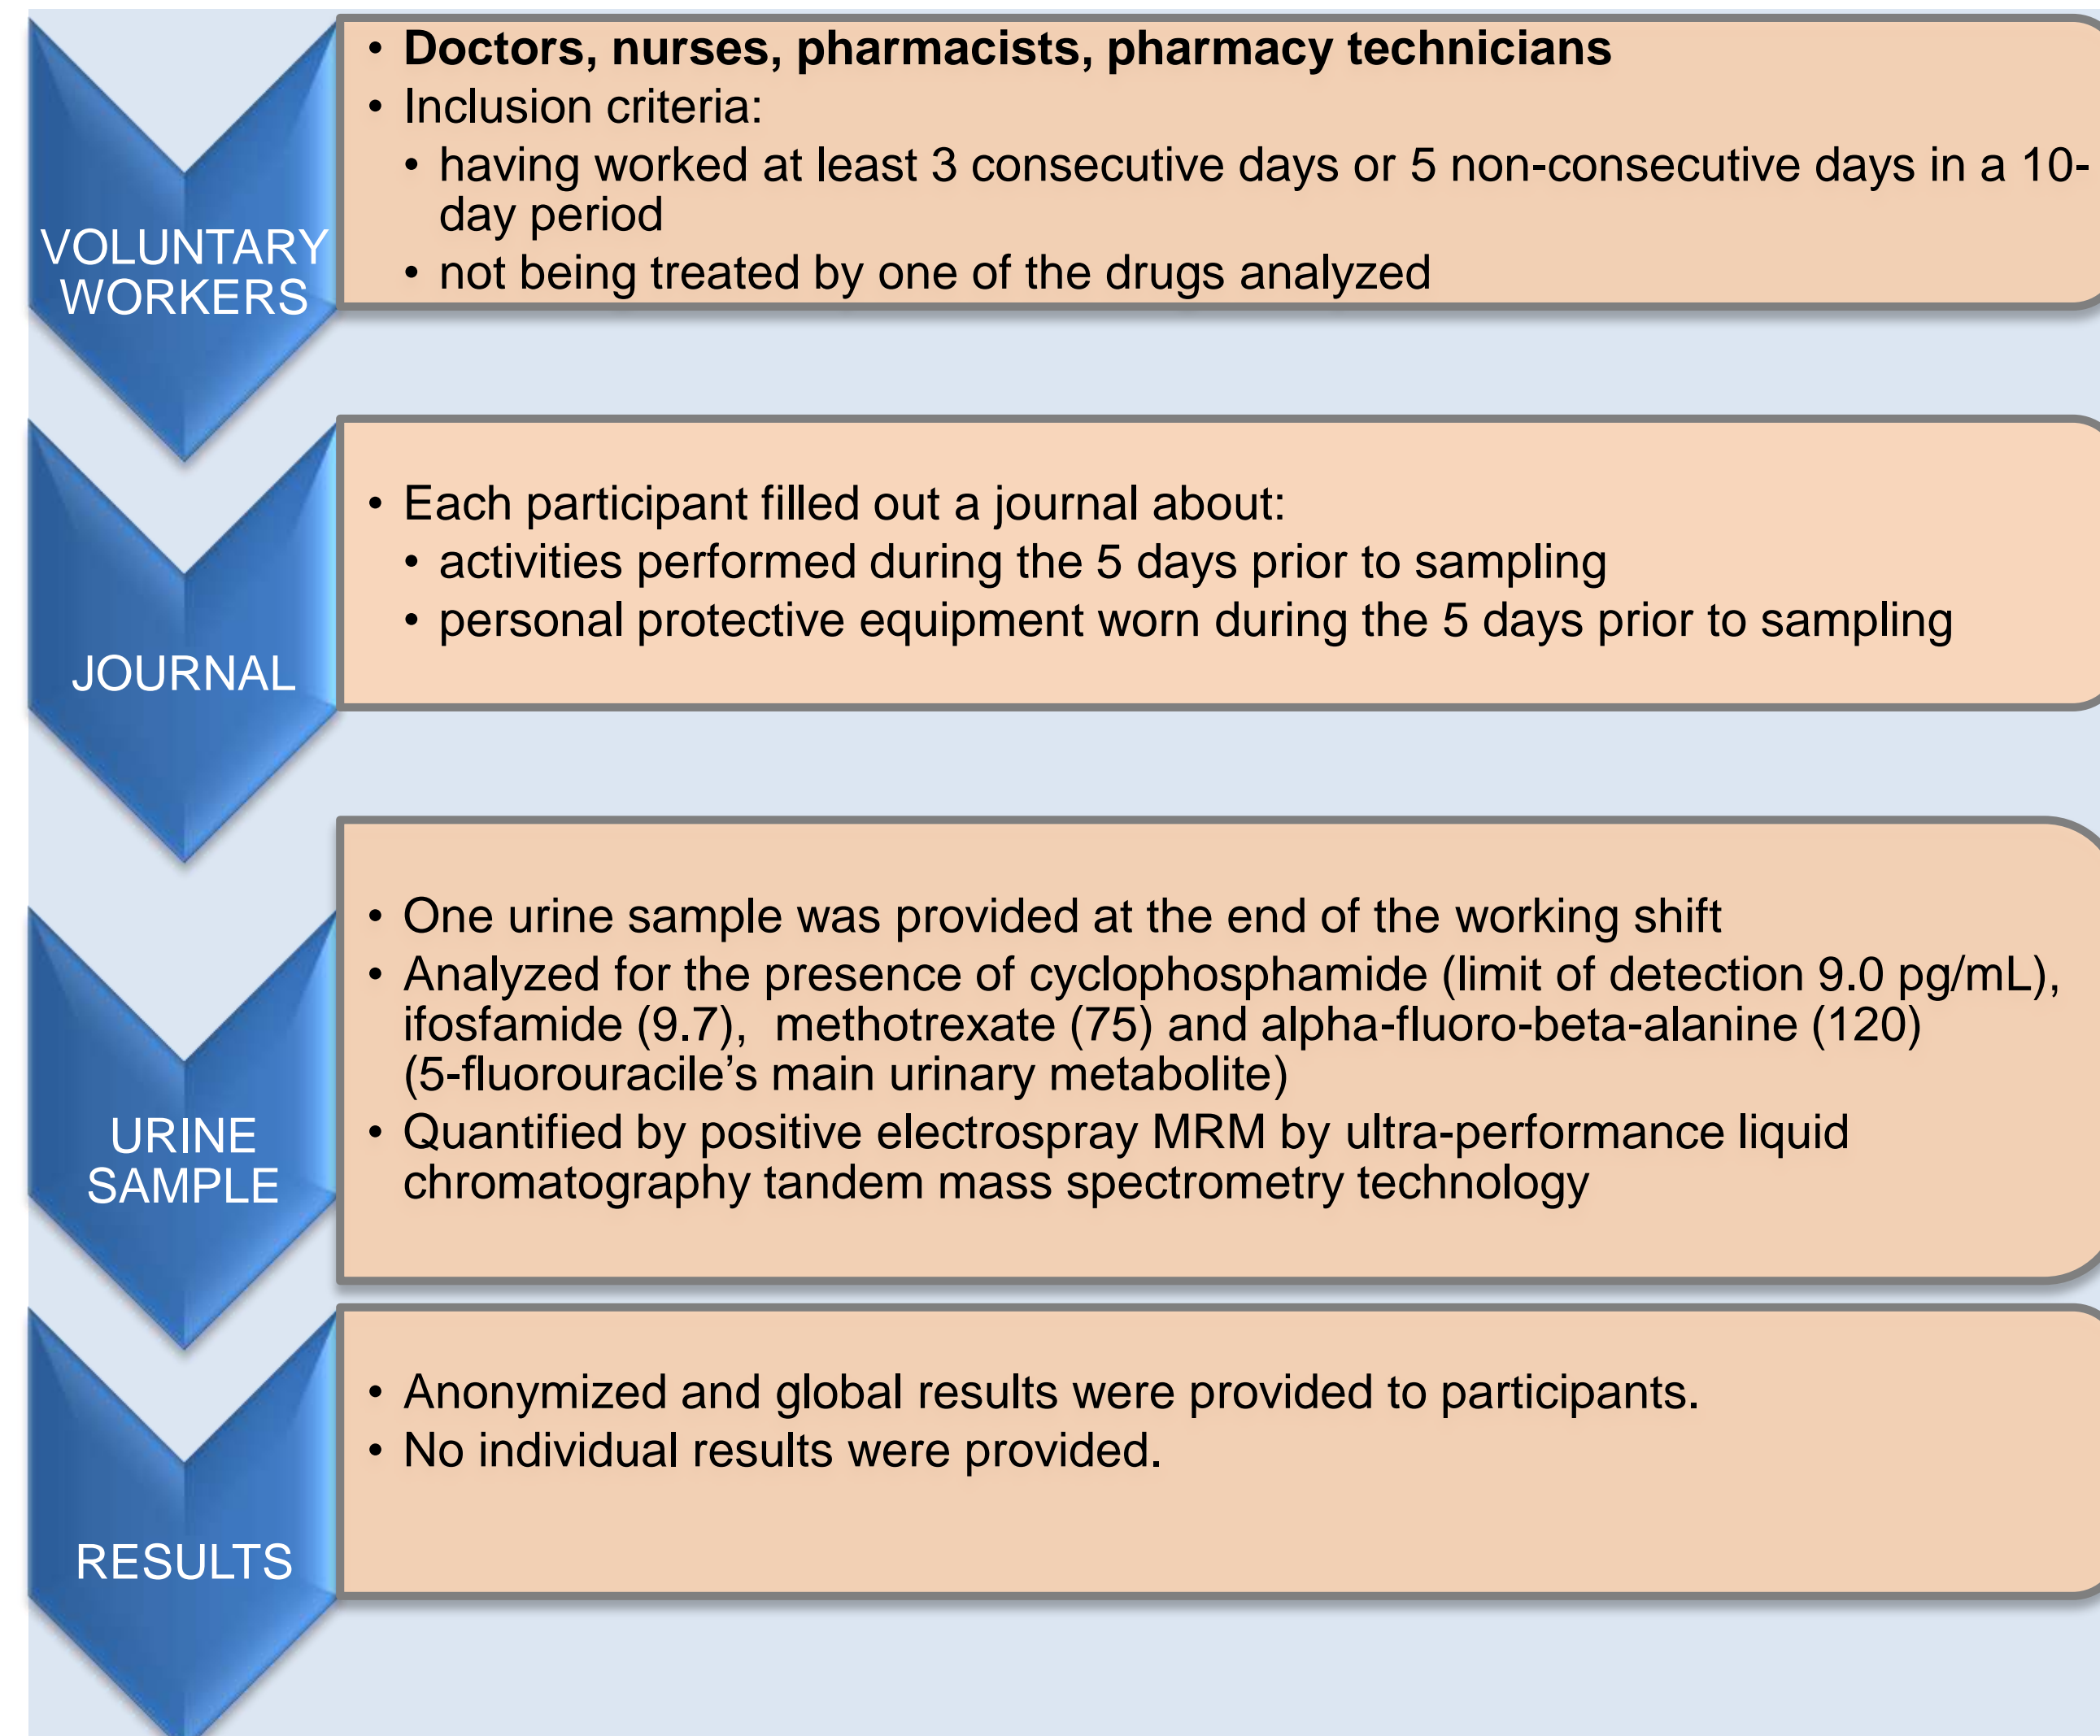 VOLUNTARY
WORKERS
• Doctors, nurses, pharmacists, pharmacy technicians
• Inclusion criteria:
• having worked at least 3 consecutive days or 5 non-consecutive days in a 10-
day period
• not being treated by one of the drugs analyzed
JOURNAL
• Each participant filled out a journal about:
• activities performed during the 5 days prior to sampling
• personal protective equipment worn during the 5 days prior to sampling
URINE
SAMPLE
• One urine sample was provided at the end of the working shift
• Analyzed for the presence of cyclophosphamide (limit of detection 9.0 pg/mL),
ifosfamide (9.7),  methotrexate (75) and alpha-fluoro-beta-alanine (120)
(5-fluorouracile’s main urinary metabolite)
• Quantified by positive electrospray MRM by ultra-performance liquid
chromatography tandem mass spectrometry technology
RESULTS
• Anonymized and global results were provided to participants.
• No individual results were provided.